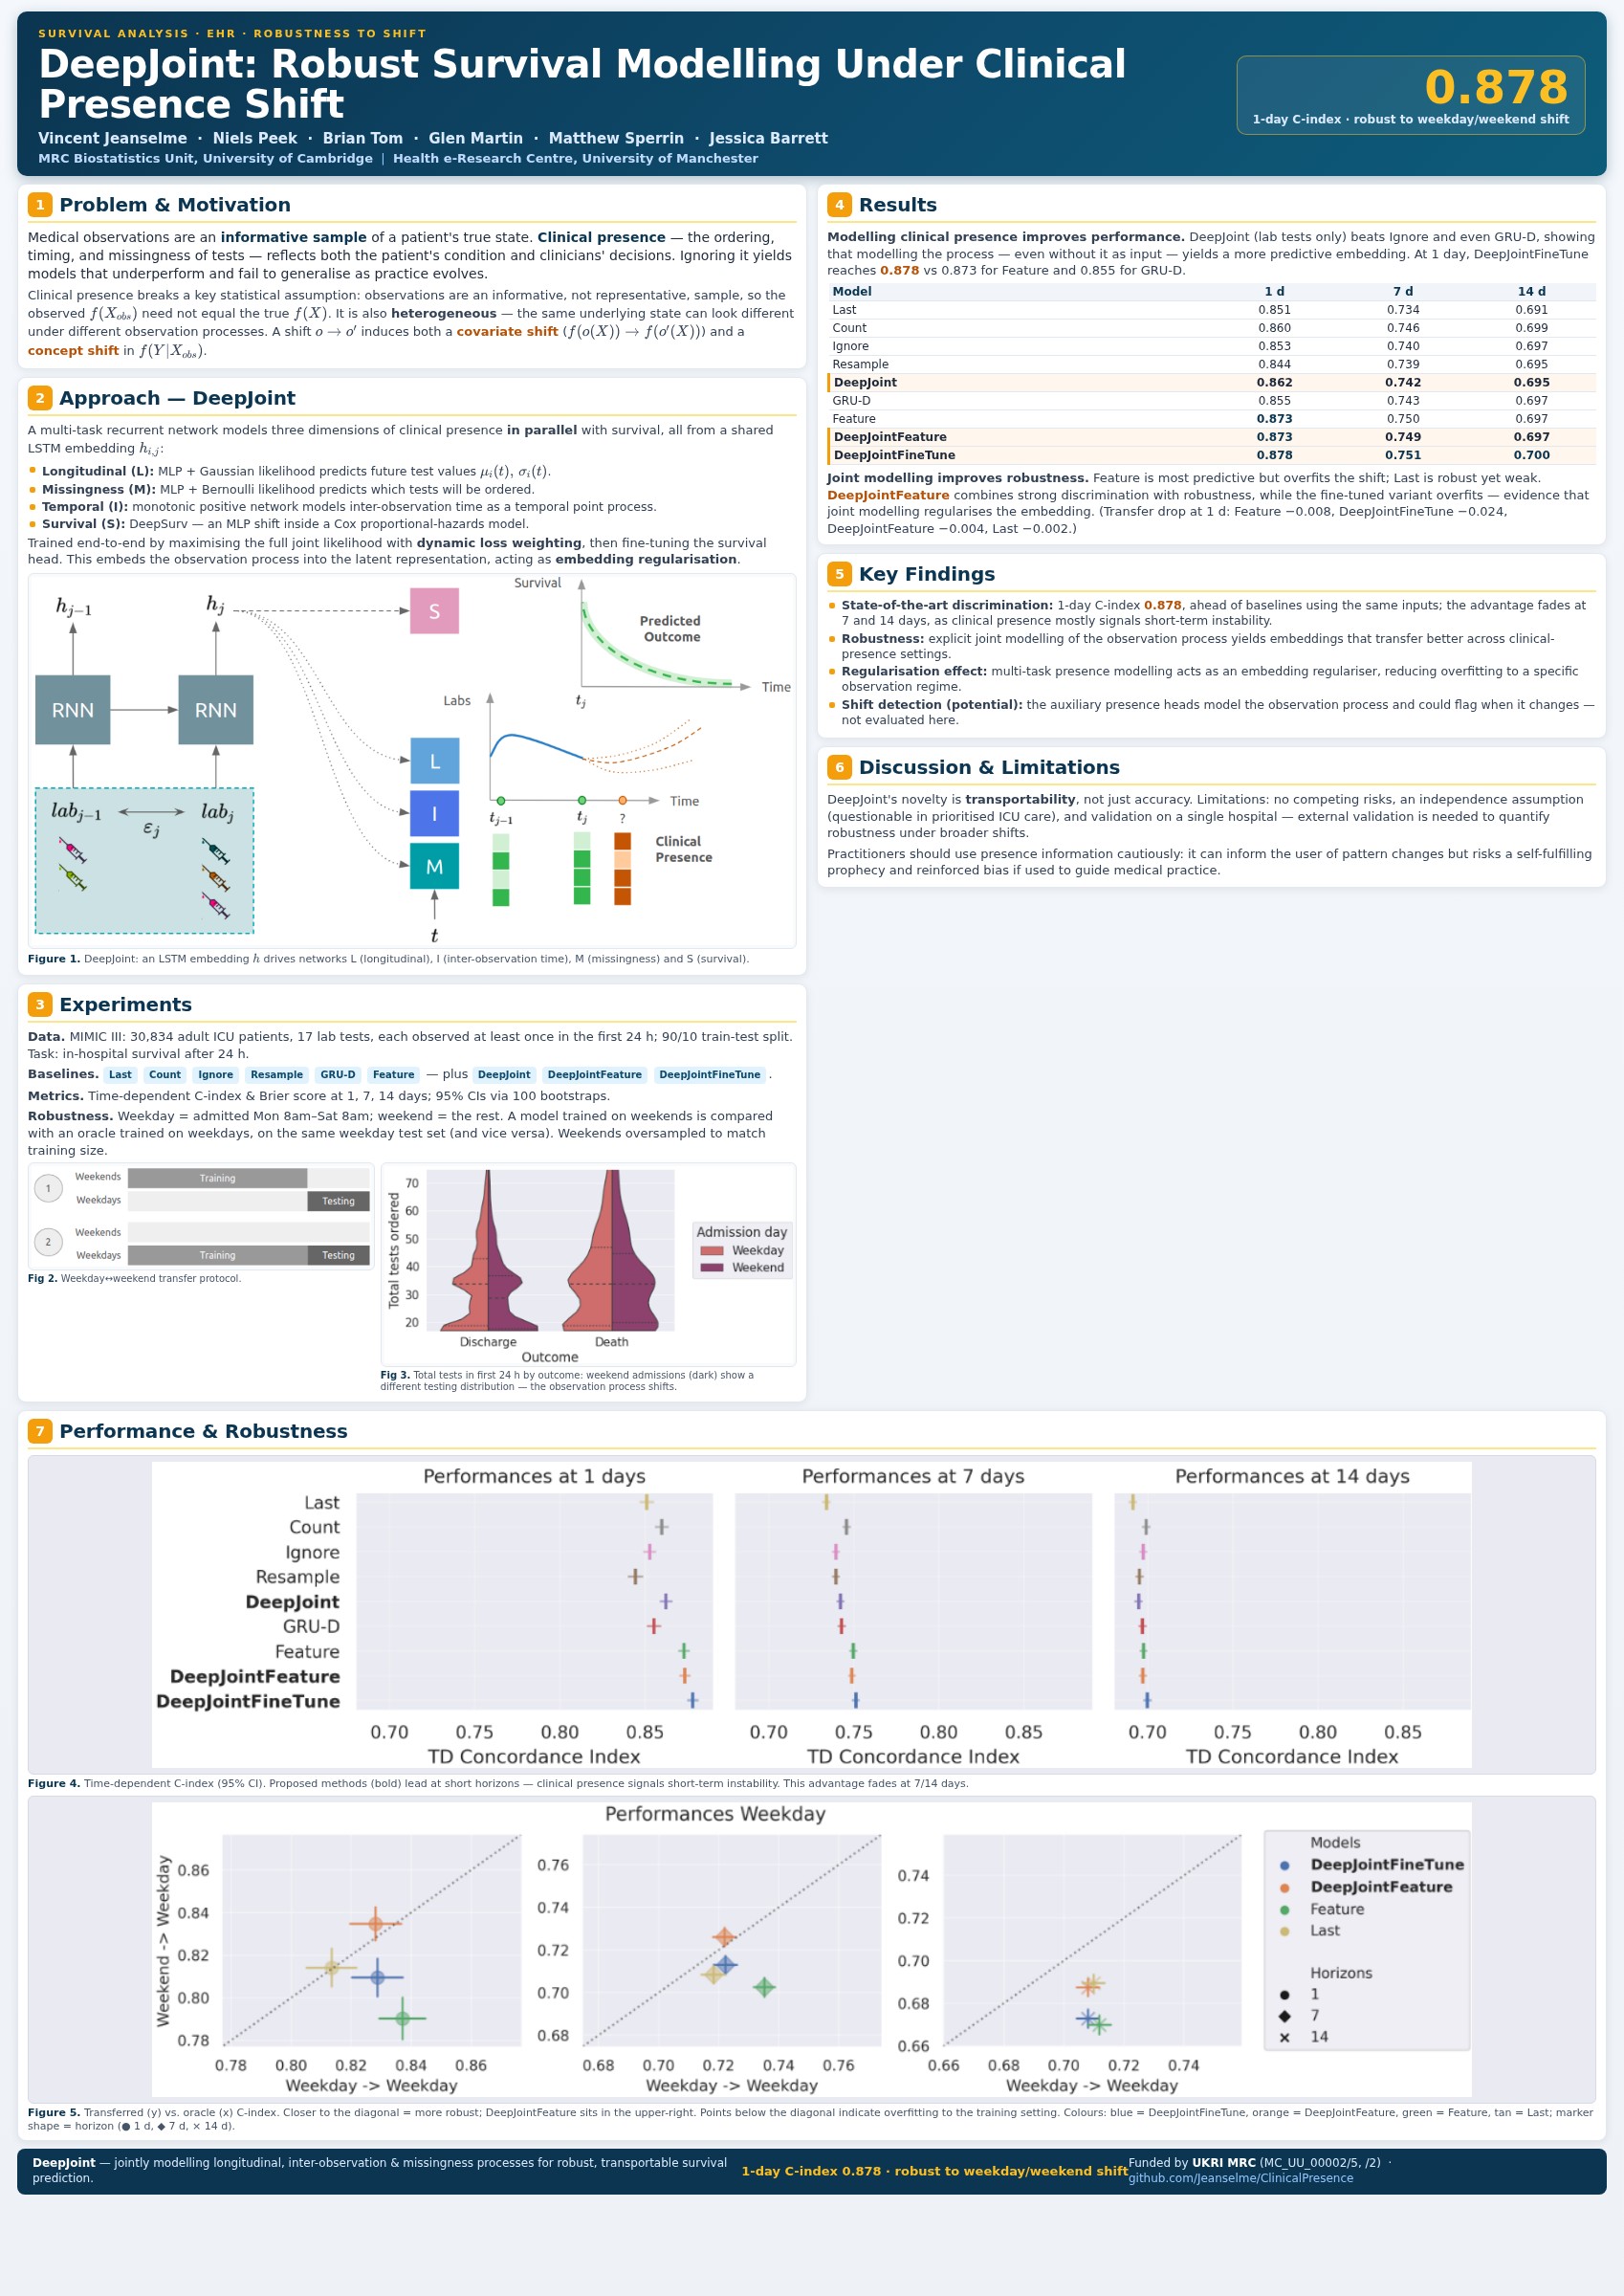 SURVIVAL ANALYSIS · EHR · ROBUSTNESS TO SHIFT
DeepJoint: Robust Survival Modelling Under Clinical
Presence Shift
Vincent Jeanselme · Niels Peek · Brian Tom · Glen Martin · Matthew Sperrin · Jessica Barrett
MRC Biostatistics Unit, University of Cambridge | Health e-Research Centre, University of Manchester
0.878
1-day C-index · robust to weekday/weekend shift
1 Problem & Motivation
Medical observations are an informative sample of a patient's true state. Clinical presence — the ordering,
timing, and missingness of tests — reflects both the patient's condition and clinicians' decisions. Ignoring it yields
models that underperform and fail to generalise as practice evolves.
Clinical presence breaks a key statistical assumption: observations are an informative, not representative, sample, so the
observed f(X_obs) need not equal the true f(X). It is also heterogeneous — the same underlying state can look different
under different observation processes. A shift o → o′ induces both a covariate shift (f(o(X)) → f(o′(X))) and a
concept shift in f(Y|X_obs).
2 Approach — DeepJoint
A multi-task recurrent network models three dimensions of clinical presence in parallel with survival, all from a shared
LSTM embedding h_{i,j}:
Longitudinal (L): MLP + Gaussian likelihood predicts future test values μ_i(t), σ_i(t).
Missingness (M): MLP + Bernoulli likelihood predicts which tests will be ordered.
Temporal (I): monotonic positive network models inter-observation time as a temporal point process.
Survival (S): DeepSurv — an MLP shift inside a Cox proportional-hazards model.
Trained end-to-end by maximising the full joint likelihood with dynamic loss weighting, then fine-tuning the survival
head. This embeds the observation process into the latent representation, acting as embedding regularisation.
h_{j−1}
h_j
RNN
RNN
lab_{j−1}
lab_j
ε_j
S
L
I
M
t
Survival
Predicted
Outcome
Time
t_j
Labs
Time
t_{j−1}
t_j
?
Clinical
Presence
Figure 1. DeepJoint: an LSTM embedding h drives networks L (longitudinal), I (inter-observation time), M (missingness) and S (survival).
3 Experiments
Data. MIMIC III: 30,834 adult ICU patients, 17 lab tests, each observed at least once in the first 24 h; 90/10 train-test split.
Task: in-hospital survival after 24 h.
Baselines. Last Count Ignore Resample GRU-D Feature — plus DeepJoint DeepJointFeature DeepJointFineTune .
Metrics. Time-dependent C-index & Brier score at 1, 7, 14 days; 95% CIs via 100 bootstraps.
Robustness. Weekday = admitted Mon 8am–Sat 8am; weekend = the rest. A model trained on weekends is compared
with an oracle trained on weekdays, on the same weekday test set (and vice versa). Weekends oversampled to match
training size.
1
Weekends
Training
Weekdays
Testing
2
Weekends
Weekdays
Training
Testing
Fig 2. Weekday↔weekend transfer protocol.
Total tests ordered
70
60
50
40
30
20
Discharge
Death
Outcome
Admission day
Weekday
Weekend
Fig 3. Total tests in first 24 h by outcome: weekend admissions (dark) show a
different testing distribution — the observation process shifts.
4 Results
Modelling clinical presence improves performance. DeepJoint (lab tests only) beats Ignore and even GRU-D, showing
that modelling the process — even without it as input — yields a more predictive embedding. At 1 day, DeepJointFineTune
reaches 0.878 vs 0.873 for Feature and 0.855 for GRU-D.
Model 1 d 7 d 14 d
Last 0.851 0.734 0.691
Count 0.860 0.746 0.699
Ignore 0.853 0.740 0.697
Resample 0.844 0.739 0.695
DeepJoint 0.862 0.742 0.695
GRU-D 0.855 0.743 0.697
Feature 0.873 0.750 0.697
DeepJointFeature 0.873 0.749 0.697
DeepJointFineTune 0.878 0.751 0.700
Joint modelling improves robustness. Feature is most predictive but overfits the shift; Last is robust yet weak.
DeepJointFeature combines strong discrimination with robustness, while the fine-tuned variant overfits — evidence that
joint modelling regularises the embedding. (Transfer drop at 1 d: Feature −0.008, DeepJointFineTune −0.024,
DeepJointFeature −0.004, Last −0.002.)
5 Key Findings
State-of-the-art discrimination: 1-day C-index 0.878, ahead of baselines using the same inputs; the advantage fades at
7 and 14 days, as clinical presence mostly signals short-term instability.
Robustness: explicit joint modelling of the observation process yields embeddings that transfer better across clinical-
presence settings.
Regularisation effect: multi-task presence modelling acts as an embedding regulariser, reducing overfitting to a specific
observation regime.
Shift detection (potential): the auxiliary presence heads model the observation process and could flag when it changes —
not evaluated here.
6 Discussion & Limitations
DeepJoint's novelty is transportability, not just accuracy. Limitations: no competing risks, an independence assumption
(questionable in prioritised ICU care), and validation on a single hospital — external validation is needed to quantify
robustness under broader shifts.
Practitioners should use presence information cautiously: it can inform the user of pattern changes but risks a self-fulfilling
prophecy and reinforced bias if used to guide medical practice.
7 Performance & Robustness
Performances at 1 days Performances at 7 days Performances at 14 days
Last
Count
Ignore
Resample
DeepJoint
GRU-D
Feature
DeepJointFeature
DeepJointFineTune
0.70 0.75 0.80 0.85 0.70 0.75 0.80 0.85 0.70 0.75 0.80 0.85
TD Concordance Index TD Concordance Index TD Concordance Index
Figure 4. Time-dependent C-index (95% CI). Proposed methods (bold) lead at short horizons — clinical presence signals short-term instability. This advantage fades at 7/14 days.
Performances Weekday
Weekend -> Weekday
0.86
0.84
0.82
0.80
0.78
0.78 0.80 0.82 0.84 0.86
Weekday -> Weekday
0.76
0.74
0.72
0.70
0.68
0.68 0.70 0.72 0.74 0.76
Weekday -> Weekday
0.74
0.72
0.70
0.68
0.66
0.66 0.68 0.70 0.72 0.74
Weekday -> Weekday
Models
DeepJointFineTune
DeepJointFeature
Feature
Last
Horizons
1
7
14
Figure 5. Transferred (y) vs. oracle (x) C-index. Closer to the diagonal = more robust; DeepJointFeature sits in the upper-right. Points below the diagonal indicate overfitting to the training setting. Colours: blue = DeepJointFineTune, orange = DeepJointFeature, green = Feature, tan = Last; marker
shape = horizon (● 1 d, ◆ 7 d, × 14 d).
DeepJoint — jointly modelling longitudinal, inter-observation & missingness processes for robust, transportable survival
prediction.
1-day C-index 0.878 · robust to weekday/weekend shift
Funded by UKRI MRC (MC_UU_00002/5, /2) ·
github.com/Jeanselme/ClinicalPresence